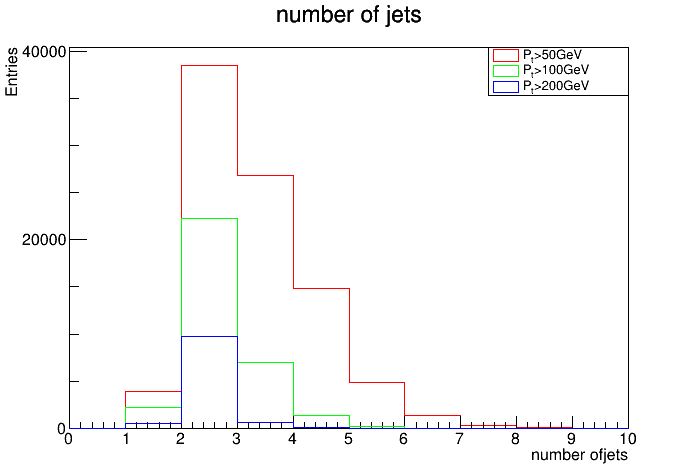 number of jets
Entries
40000
20000
0
P_t>50GeV
P_t>100GeV
P_t>200GeV
0 1 2 3 4 5 6 7 8 9 10
number ofjets